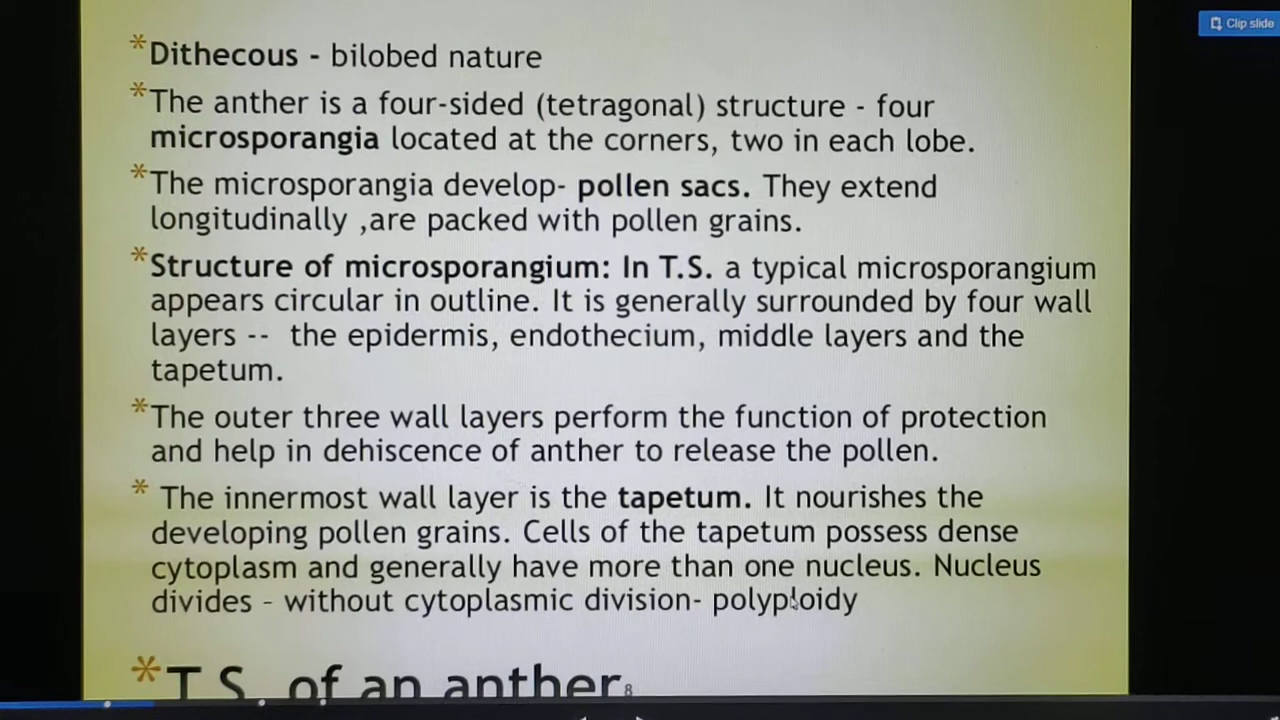 Clip slide
*Dithecous - bilobed nature
*The anther is a four-sided (tetragonal) structure - four
microsporangia located at the corners, two in each lobe.
*The microsporangia develop- pollen sacs. They extend
longitudinally ,are packed with pollen grains.
*Structure of microsporangium: In T.S. a typical microsporangium
appears circular in outline. It is generally surrounded by four wall
layers -- the epidermis, endothecium, middle layers and the
tapetum.
*The outer three wall layers perform the function of protection
and help in dehiscence of anther to release the pollen.
* The innermost wall layer is the tapetum. It nourishes the
developing pollen grains. Cells of the tapetum possess dense
cytoplasm and generally have more than one nucleus. Nucleus
divides - without cytoplasmic division- polyploidy
*T.S. of an anther
8